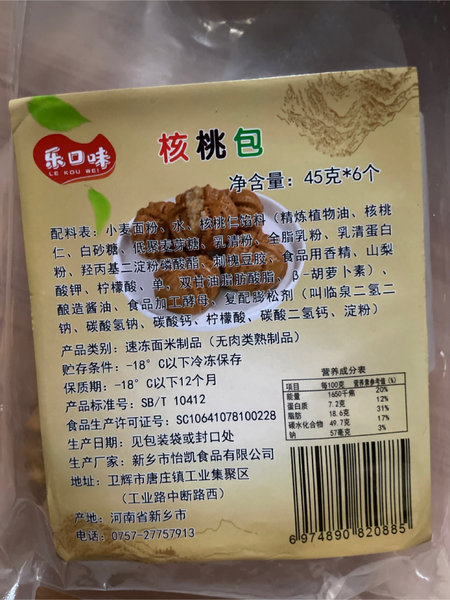 乐口味
LE KOU WEI
核桃包
净含量：45克*6个
配料表：小麦面粉、水、核桃仁馅料（精炼植物油、核桃
仁、白砂糖、低聚麦芽糖、乳清粉、全脂乳粉、乳清蛋白
粉、羟丙基二淀粉磷酸酯、刺槐豆胶、食品用香精、山梨
酸钾、柠檬酸、单，双甘油脂肪酸脂、β-胡萝卜素）、
酿造酱油、食品加工酵母、复配膨松剂（叫临泉二氢二
钠、碳酸氢钠、碳酸钙、柠檬酸、碳酸二氢钙、淀粉）
产品类别：速冻面米制品（无肉类熟制品）
贮存条件：-18°C以下冷冻保存
保质期：-18°C以下12个月
产品标准号：SB/T 10412
食品生产许可证号：SC10641078100228
生产日期：见包装袋或封口处
生产厂家：新乡市怡凯食品有限公司
地址：卫辉市唐庄镇工业集聚区
（工业路中断路西）
产地：河南省新乡市
电话：0757-27757913
营养成分表
项目 每100克 营养素参考值(%)
能量 1650千焦 20%
蛋白质 7.2克 12%
脂肪 18.6克 31%
碳水化合物 49.7克 17%
钠 57毫克 3%
6974890820885